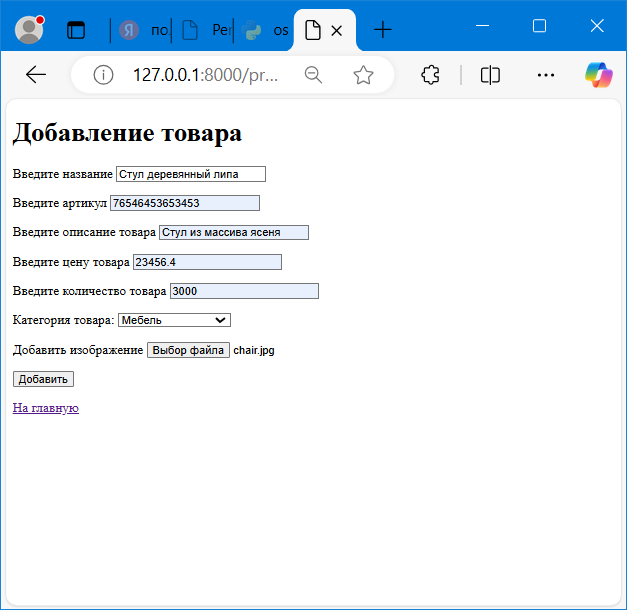 по
Per
os
127.0.0.1:8000/pr...
Добавление товара
Введите название Стул деревянный липа
Введите артикул 76546453653453
Введите описание товара Стул из массива ясеня
Введите цену товара 23456.4
Введите количество товара 3000
Категория товара: Мебель
Добавить изображение Выбор файла chair.jpg
Добавить
На главную